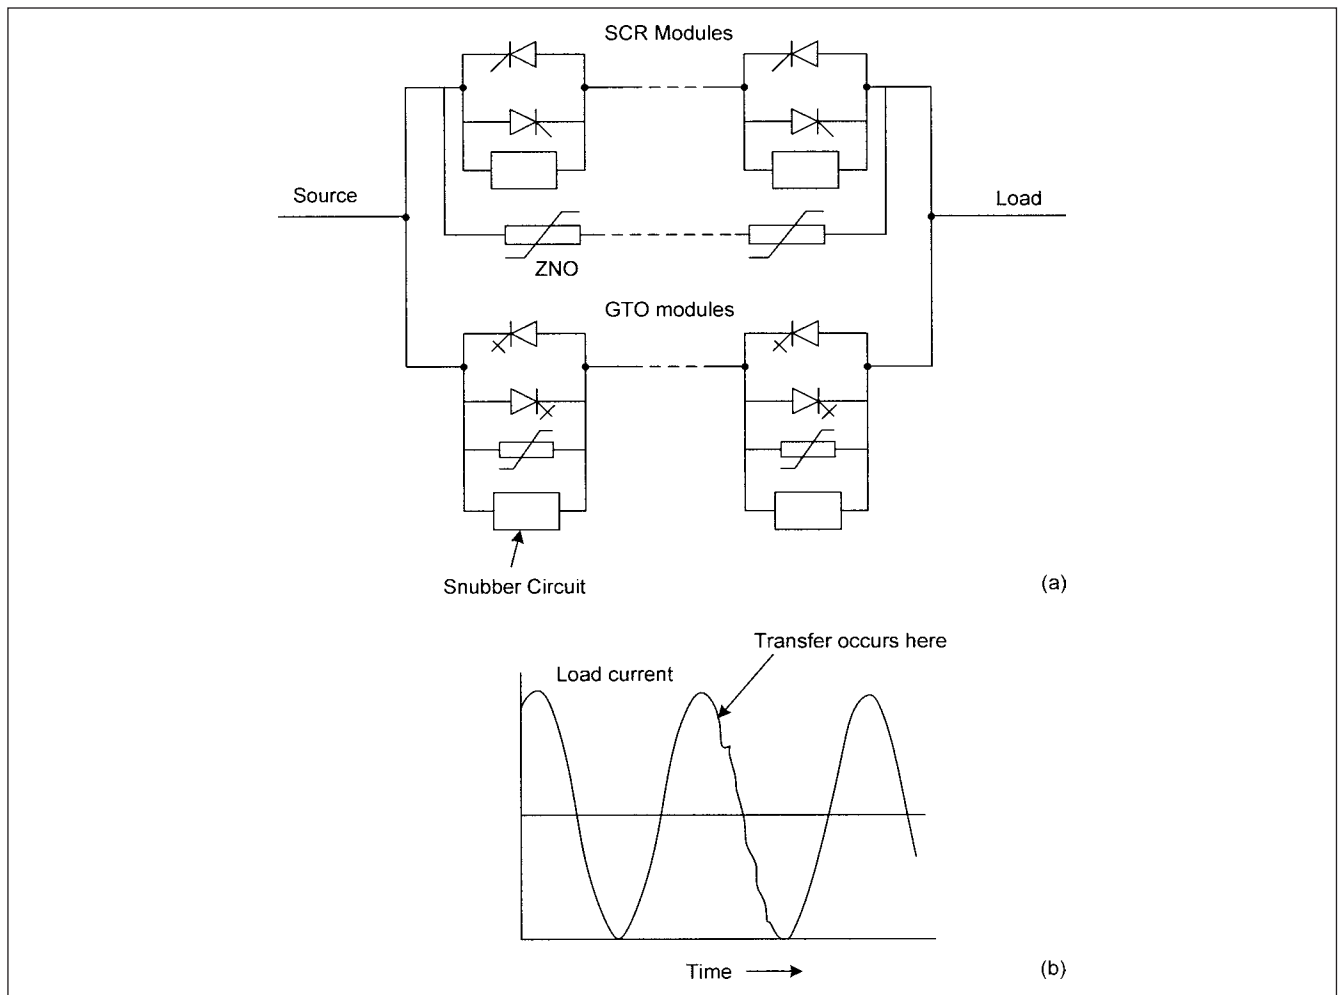 SCR Modules
Source
Load
ZNO
GTO modules
Snubber Circuit
(a)
Transfer occurs here
Load current
Time
(b)